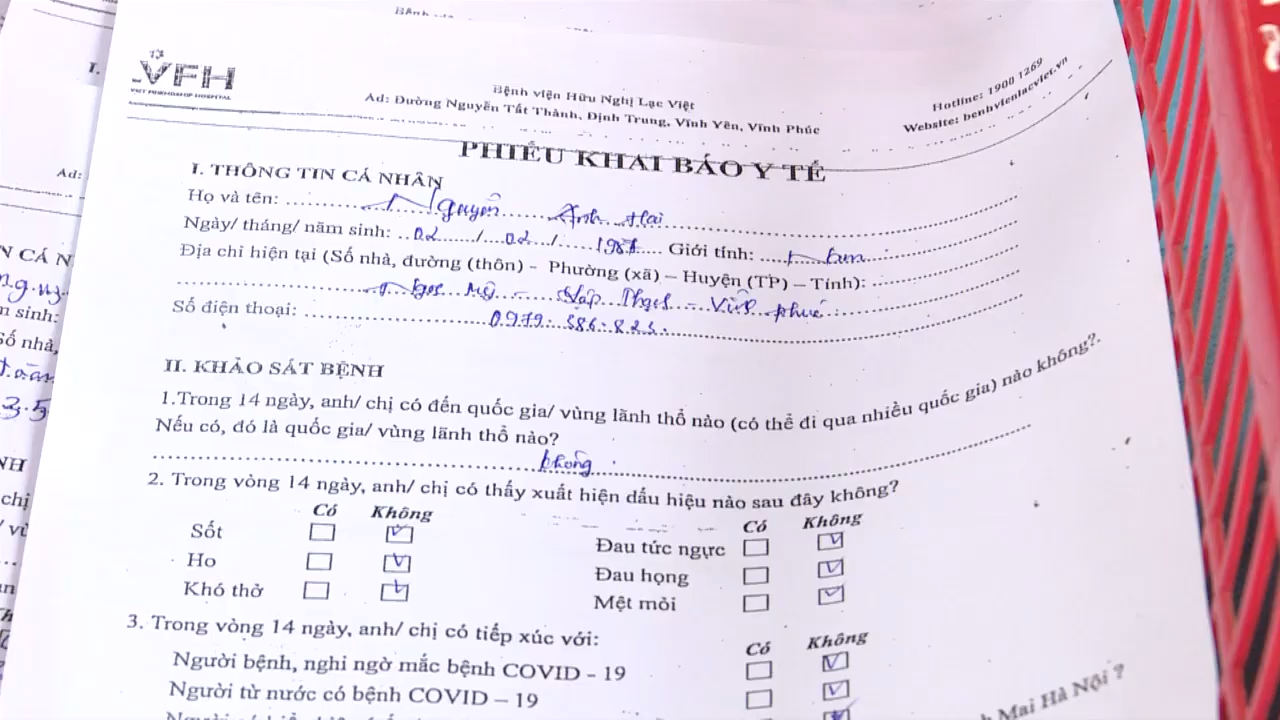 VFH
Bệnh viện Hữu Nghị Lạc Việt
Ad: Đường Nguyễn Tất Thành, Định Trung, Vĩnh Yên, Vĩnh Phúc
Hotline: 1900 1269
Website: benhvienlacviet.vn
PHIẾU KHAI BÁO Y TẾ
I. THÔNG TIN CÁ NHÂN
Họ và tên: Nguyễn Anh Hai
Ngày/ tháng/ năm sinh: 02/02/ Giới tính: Nam
Địa chỉ hiện tại (Số nhà, đường (thôn) - Phường (xã) – Huyện (TP) – Tỉnh):
Ngọc Mỹ - Lập Thạch - Vĩnh phúc
Số điện thoại: 0979.586.823.
II. KHẢO SÁT BỆNH
1.Trong 14 ngày, anh/ chị có đến quốc gia/ vùng lãnh thổ nào (có thể đi qua nhiều quốc gia) nào không?.
Nếu có, đó là quốc gia/ vùng lãnh thổ nào?
không
2. Trong vòng 14 ngày, anh/ chị có thấy xuất hiện dấu hiệu nào sau đây không?
Có Không Có Không
Sốt Đau tức ngực
Ho Đau họng
Khó thở Mệt mỏi
3. Trong vòng 14 ngày, anh/ chị có tiếp xúc với:
Có Không
Người bệnh, nghi ngờ mắc bệnh COVID - 19
Người từ nước có bệnh COVID – 19
Mai Hà Nội ?